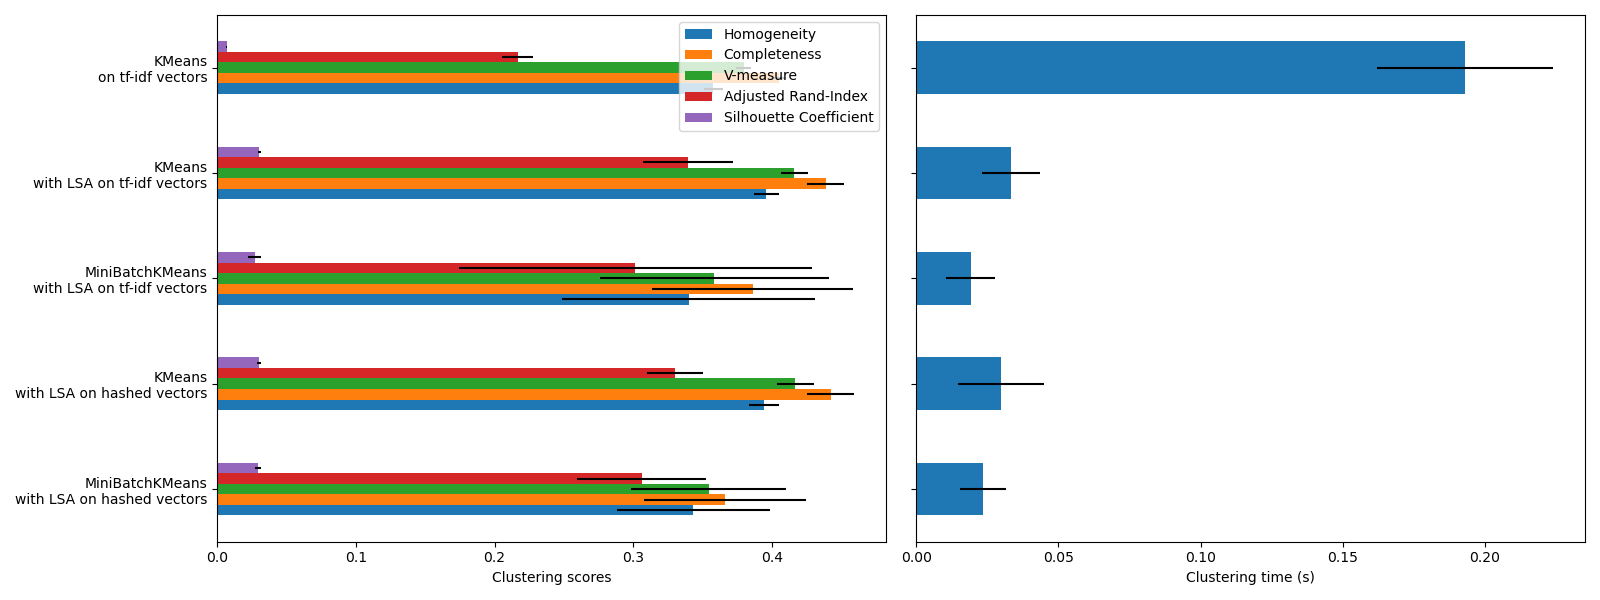 KMeans
on tf-idf vectors
KMeans
with LSA on tf-idf vectors
MiniBatchKMeans
with LSA on tf-idf vectors
KMeans
with LSA on hashed vectors
MiniBatchKMeans
with LSA on hashed vectors
Homogeneity
Completeness
V-measure
Adjusted Rand-Index
Silhouette Coefficient
0.0 0.1 0.2 0.3 0.4
Clustering scores
0.00 0.05 0.10 0.15 0.20
Clustering time (s)